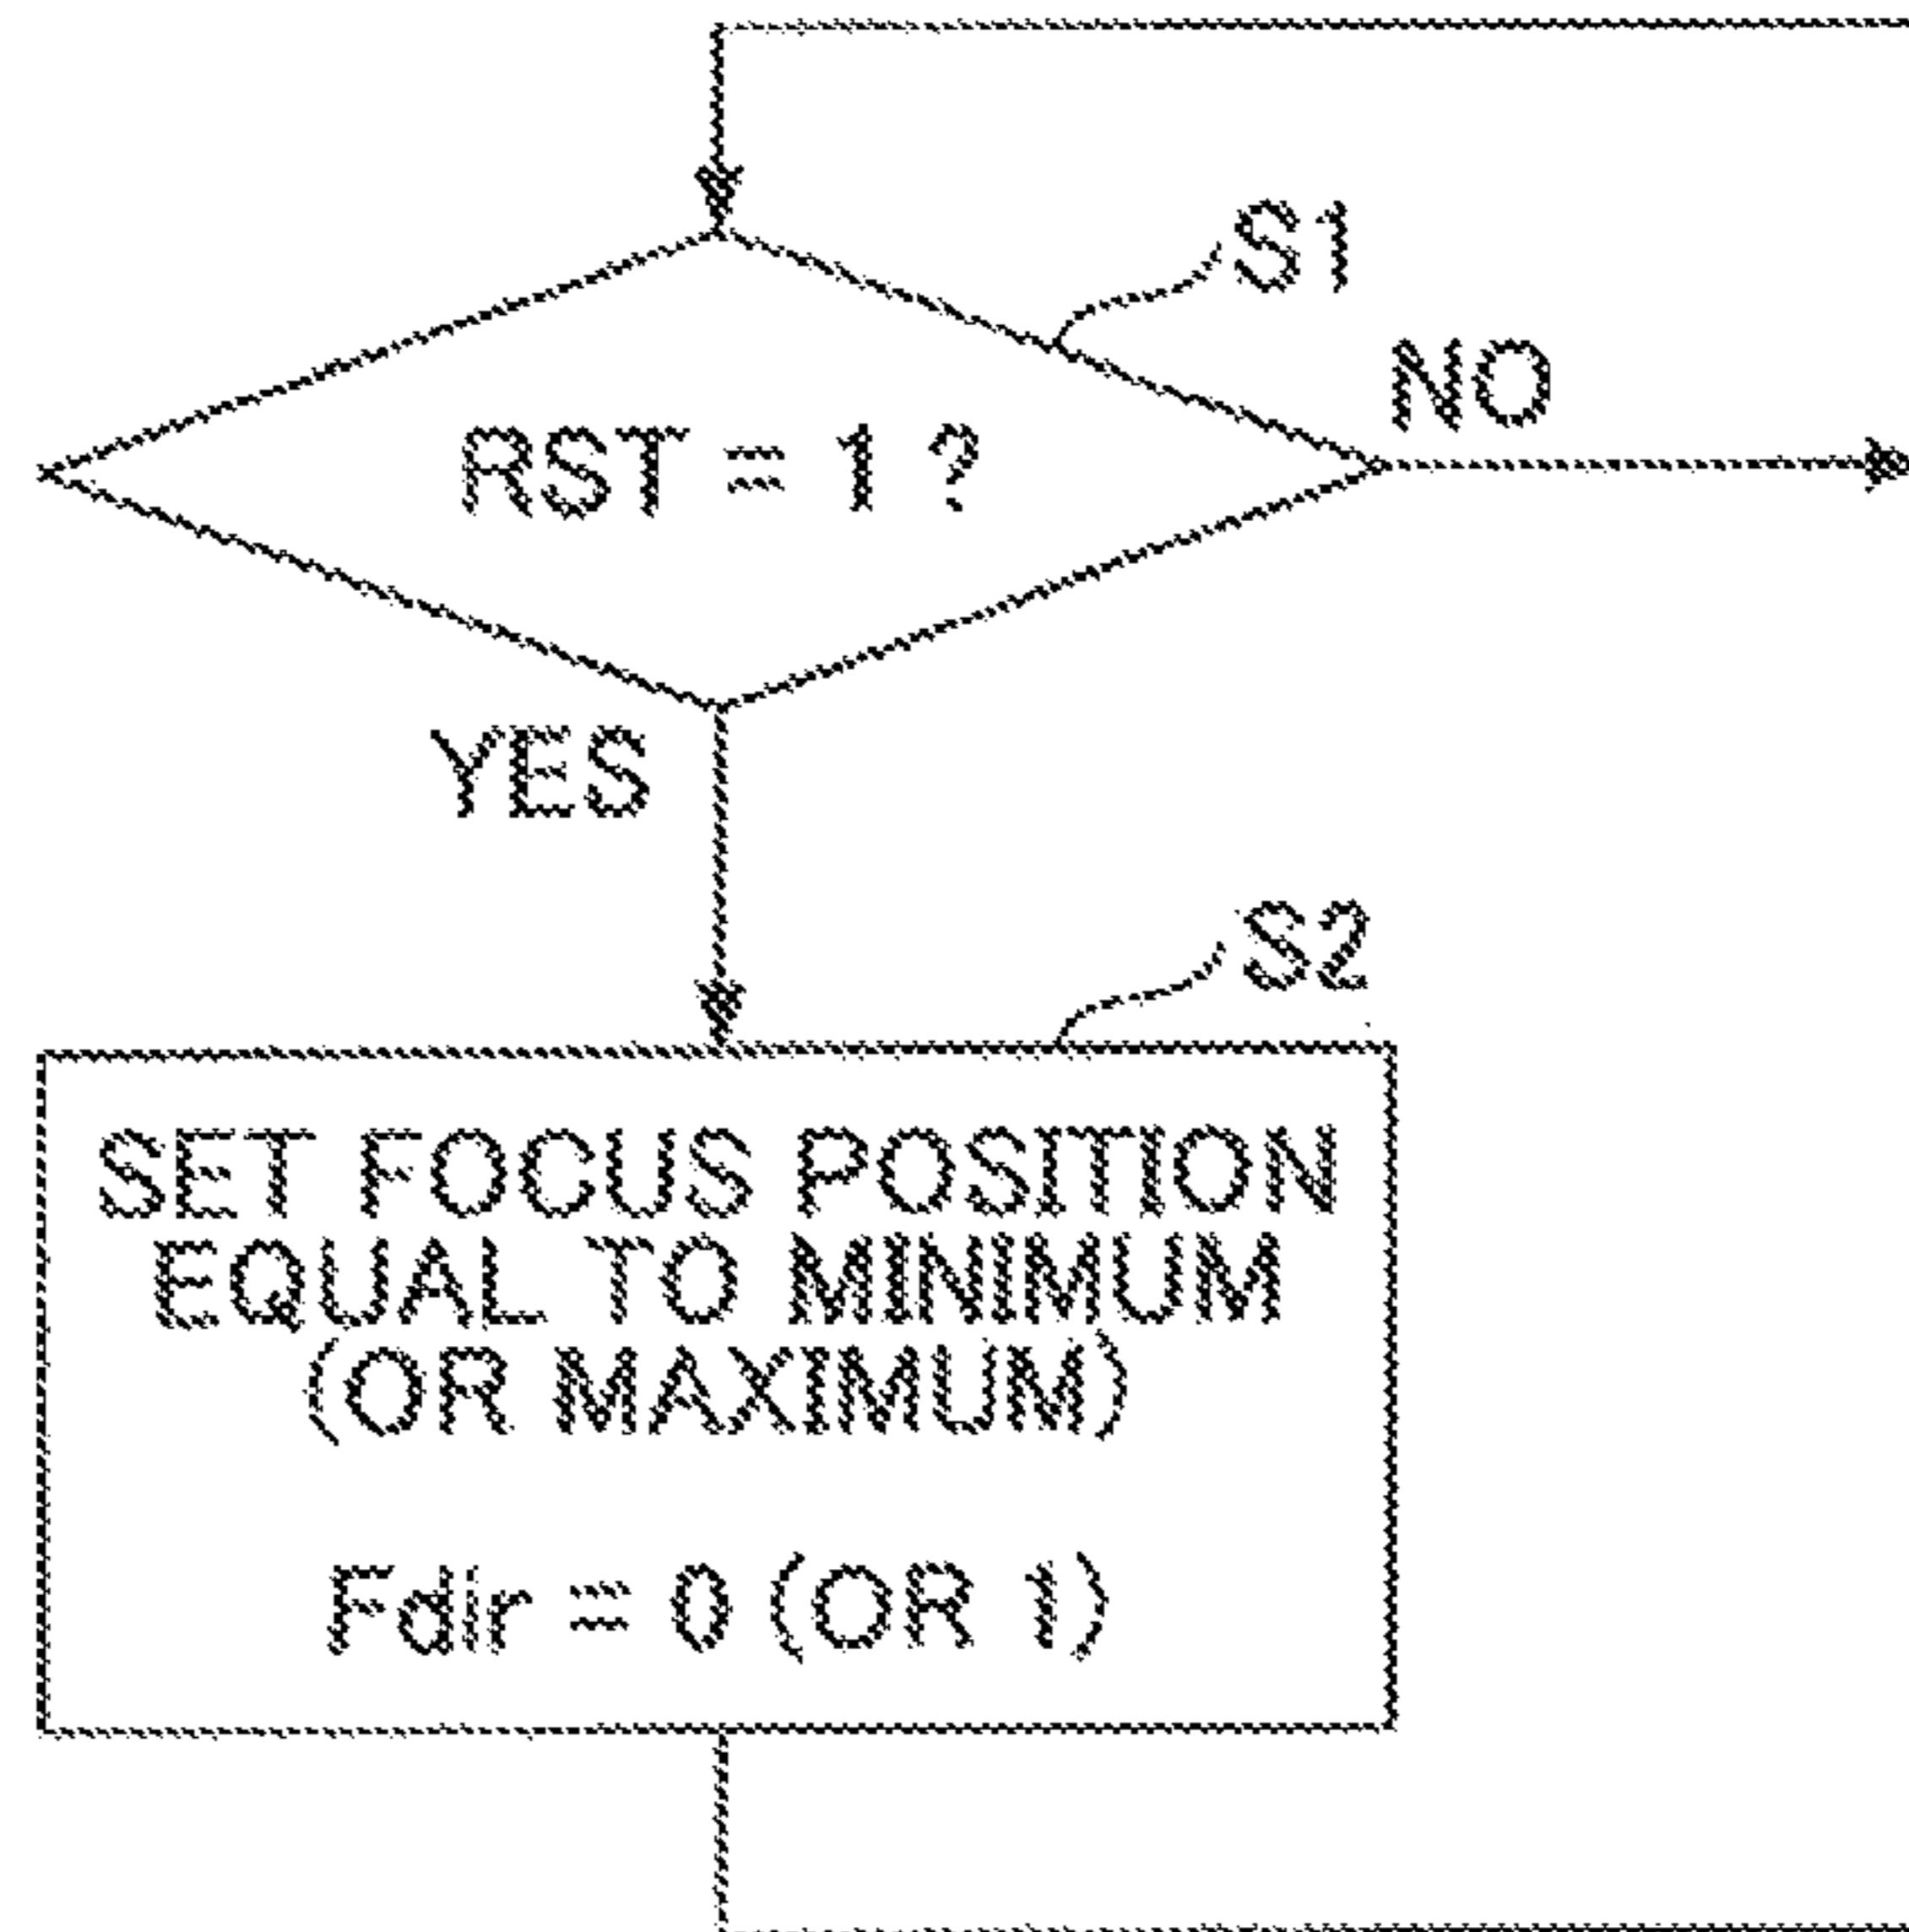 S1
NO
RST = 1 ?
YES
S2
SET FOCUS POSITION
EQUAL TO MINIMUM
(OR MAXIMUM)
Fdir = 0 (OR 1)